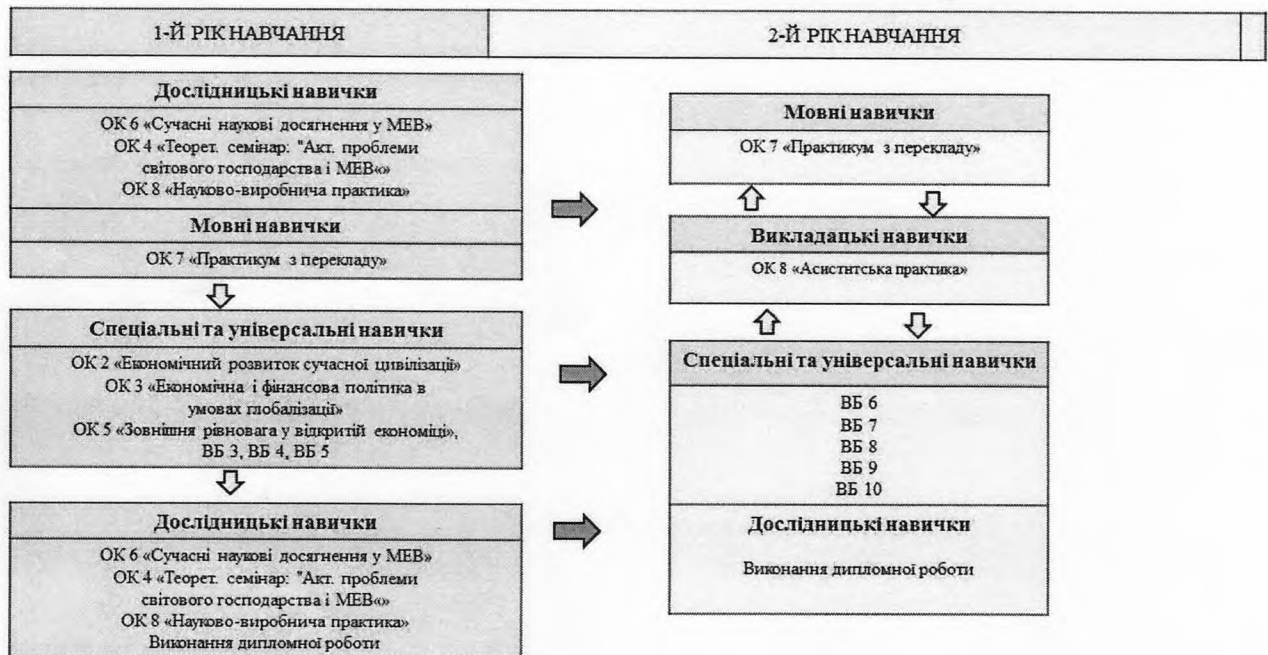 1-Й РІК НАВЧАННЯ
2-Й РІК НАВЧАННЯ
Дослідницькі навички
ОК 6 «Сучасні наукові досягнення у МЕВ»
ОК 4 «Теорет. семінар: "Акт. проблеми
світового господарства і МЕВ«»
ОК 8 «Науково-виробнича практика»
Мовні навички
ОК 7 «Практикум з перекладу»
Спеціальні та універсальні навички
ОК 2 «Економічний розвиток сучасної цивілізації»
ОК 3 «Економічна і фінансова політика в
умовах глобалізації»
ОК 5 «Зовнішня рівновага у відкритій економіці»,
ВБ 3, ВБ 4, ВБ 5
Дослідницькі навички
ОК 6 «Сучасні наукові досягнення у МЕВ»
ОК 4 «Теорет. семінар: "Акт. проблеми
світового господарства і МЕВ«»
ОК 8 «Науково-виробнича практика»
Виконання дипломної роботи
Мовні навички
ОК 7 «Практикум з перекладу»
Викладацькі навички
ОК 8 «Асистнтська практика»
Спеціальні та універсальні навички
ВБ 6
ВБ 7
ВБ 8
ВБ 9
ВБ 10
Дослідницькі навички
Виконання дипломної роботи